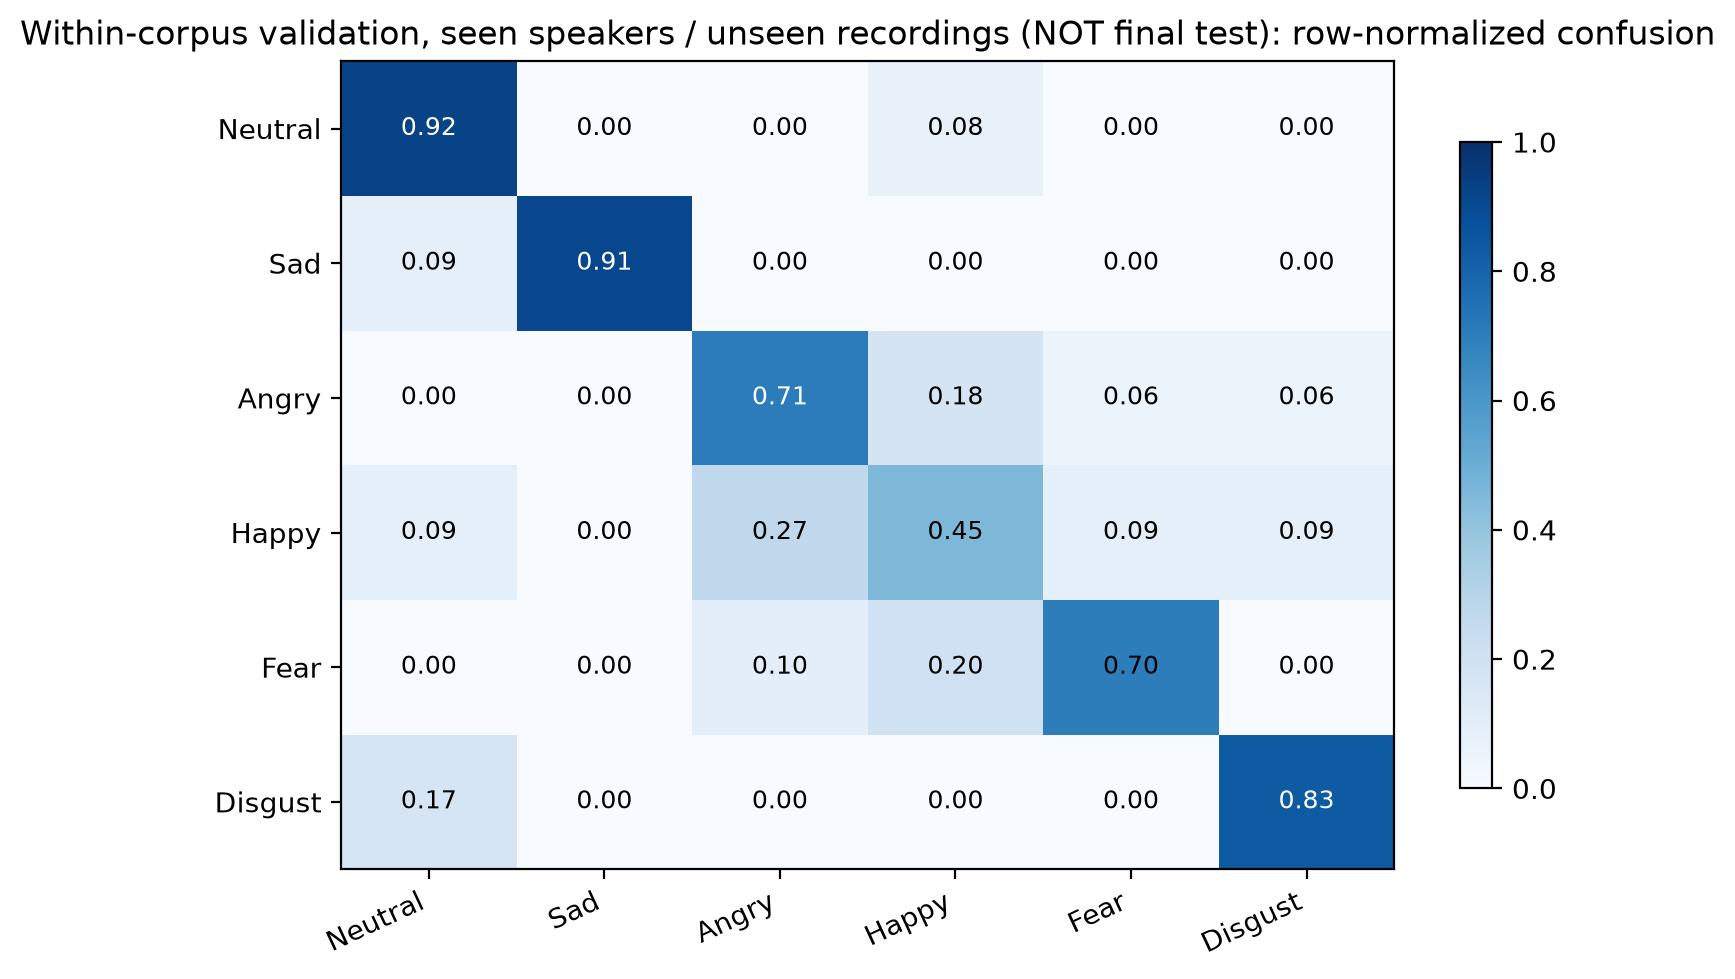 Within-corpus validation, seen speakers / unseen recordings (NOT final test): row-normalized confusion
Neutral 0.92 0.00 0.00 0.08 0.00 0.00
Sad 0.09 0.91 0.00 0.00 0.00 0.00
Angry 0.00 0.00 0.71 0.18 0.06 0.06
Happy 0.09 0.00 0.27 0.45 0.09 0.09
Fear 0.00 0.00 0.10 0.20 0.70 0.00
Disgust 0.17 0.00 0.00 0.00 0.00 0.83
Neutral Sad Angry Happy Fear Disgust
1.0
0.8
0.6
0.4
0.2
0.0